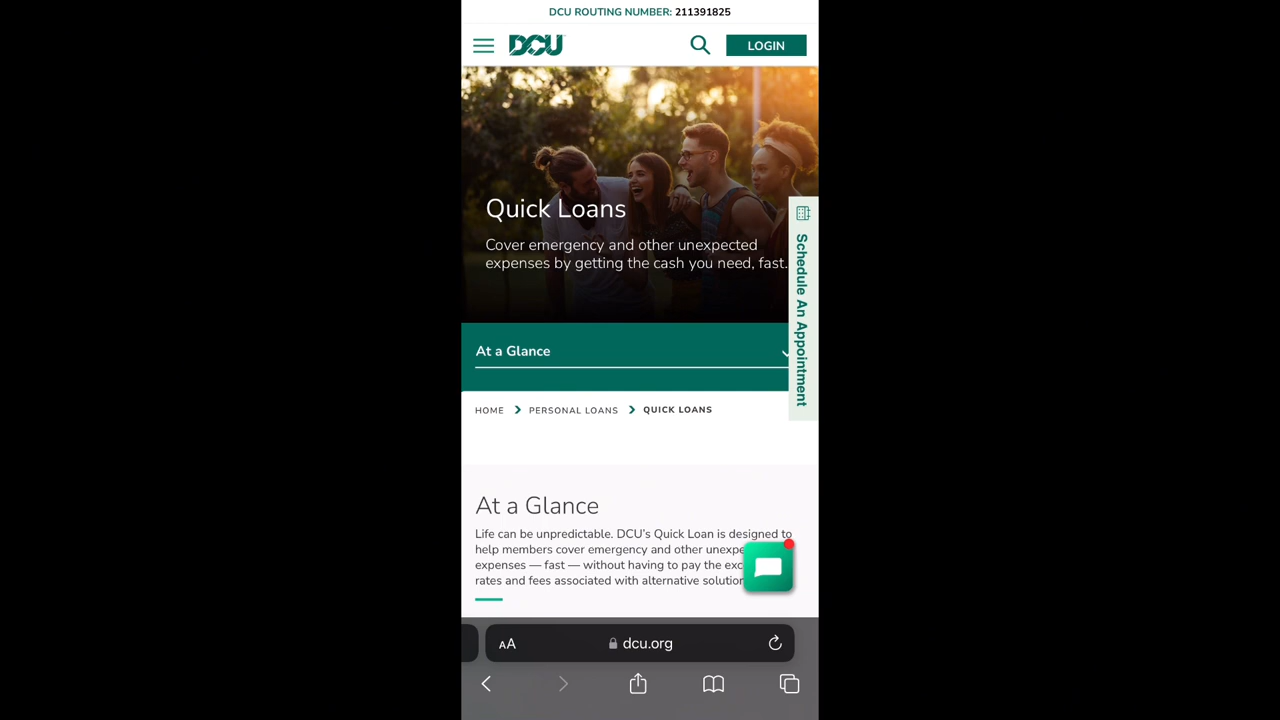 DCU ROUTING NUMBER: 211391825
DCU
LOGIN
Quick Loans
Cover emergency and other unexpected
expenses by getting the cash you need, fast.
Schedule An Appointment
At a Glance
HOME > PERSONAL LOANS > QUICK LOANS
At a Glance
Life can be unpredictable. DCU's Quick Loan is designed to
help members cover emergency and other
expenses — fast — without having to pay the
rates and fees associated with alternative
AA dcu.org